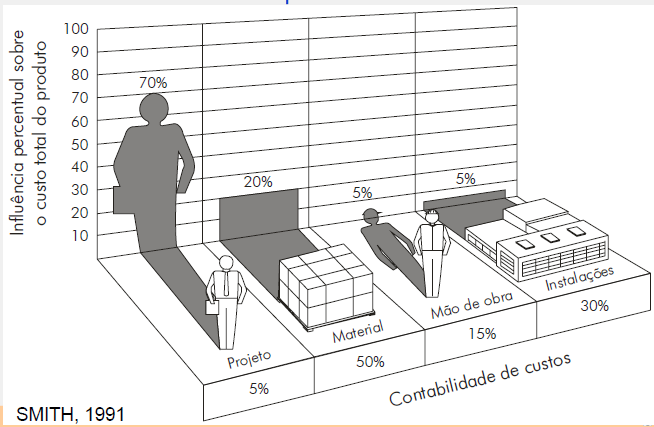 Influência percentual sobre
o custo total do produto
100
90
80
70
60
50
40
30
20
10
70%
20%
5%
5%
Projeto
Material
Mão de obra
Instalações
5%
50%
15%
30%
Contabilidade de custos
SMITH, 1991